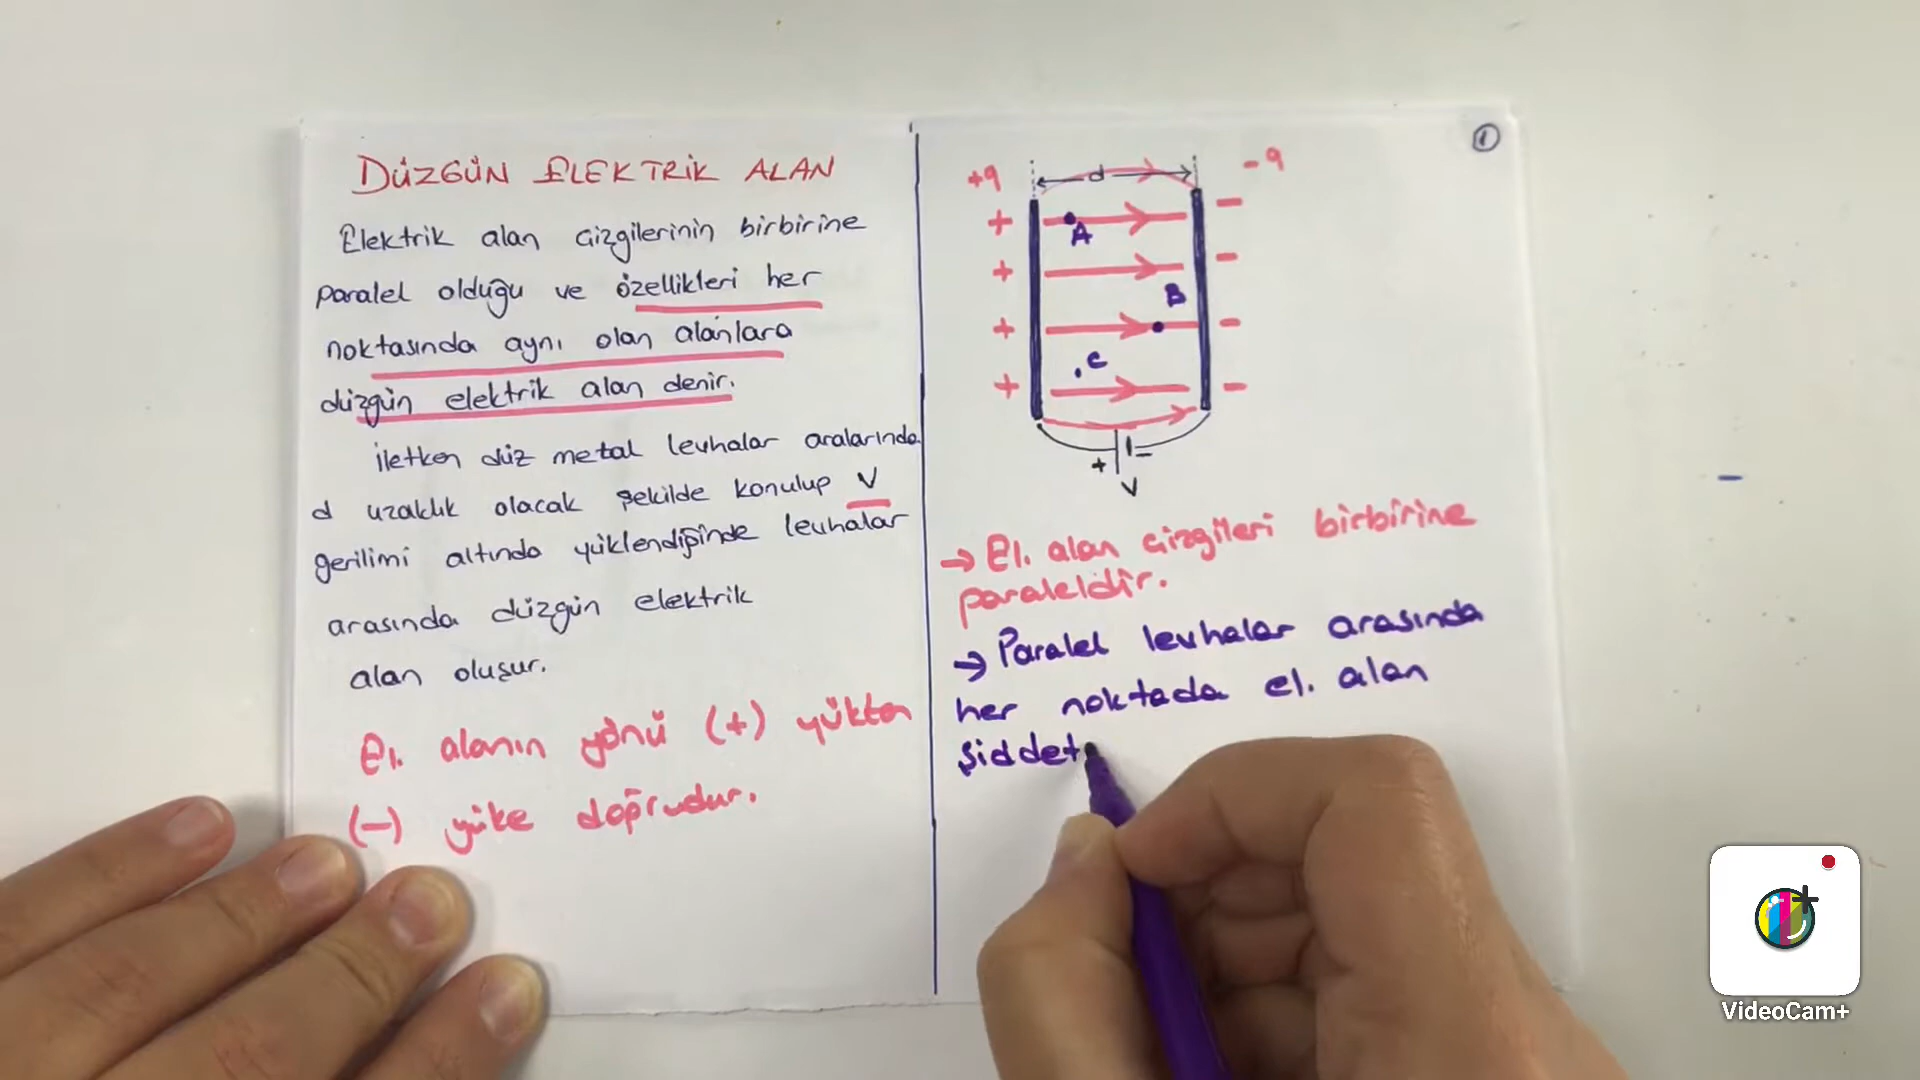 DÜZGÜN ELEKTRİK ALAN
Elektrik alan çizgilerinin birbirine
paralel olduğu ve özellikleri her
noktasında aynı olan alanlara
düzgün elektrik alan denir.
İletken düz metal levhalar aralarında
d uzaklık olacak şekilde konulup V
gerilimi altında yüklendiğinde levhalar
arasında düzgün elektrik
alan oluşur.
El. alanın yönü (+) yükten
(-) yüke doğrudur.
1
+q d -q
+ A -
+ -
B
+ -
C
+ -
+ -
V
→ El. alan çizgileri birbirine
paraleldir.
→ Paralel levhalar arasında
her noktada el. alan
şiddet
VideoCam+